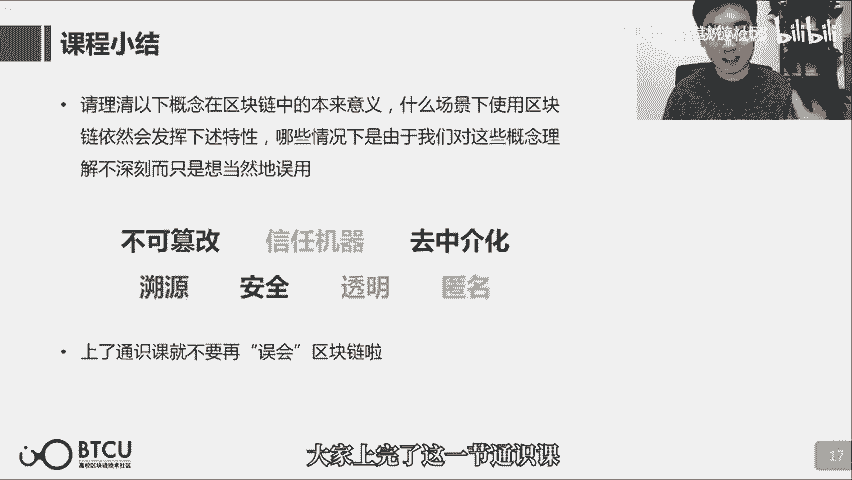 课程小结
bilibili
• 请理清以下概念在区块链中的本来意义，什么场景下使用区块
链依然会发挥下述特性，哪些情况下是由于我们对这些概念理
解不深刻而只是想当然地误用
不可篡改 信任机器 去中介化
溯源 安全 透明 匿名
• 上了通识课就不要再“误会”区块链啦
BTCU
高校区块链技术社区
大家上完了这一节通识课
17